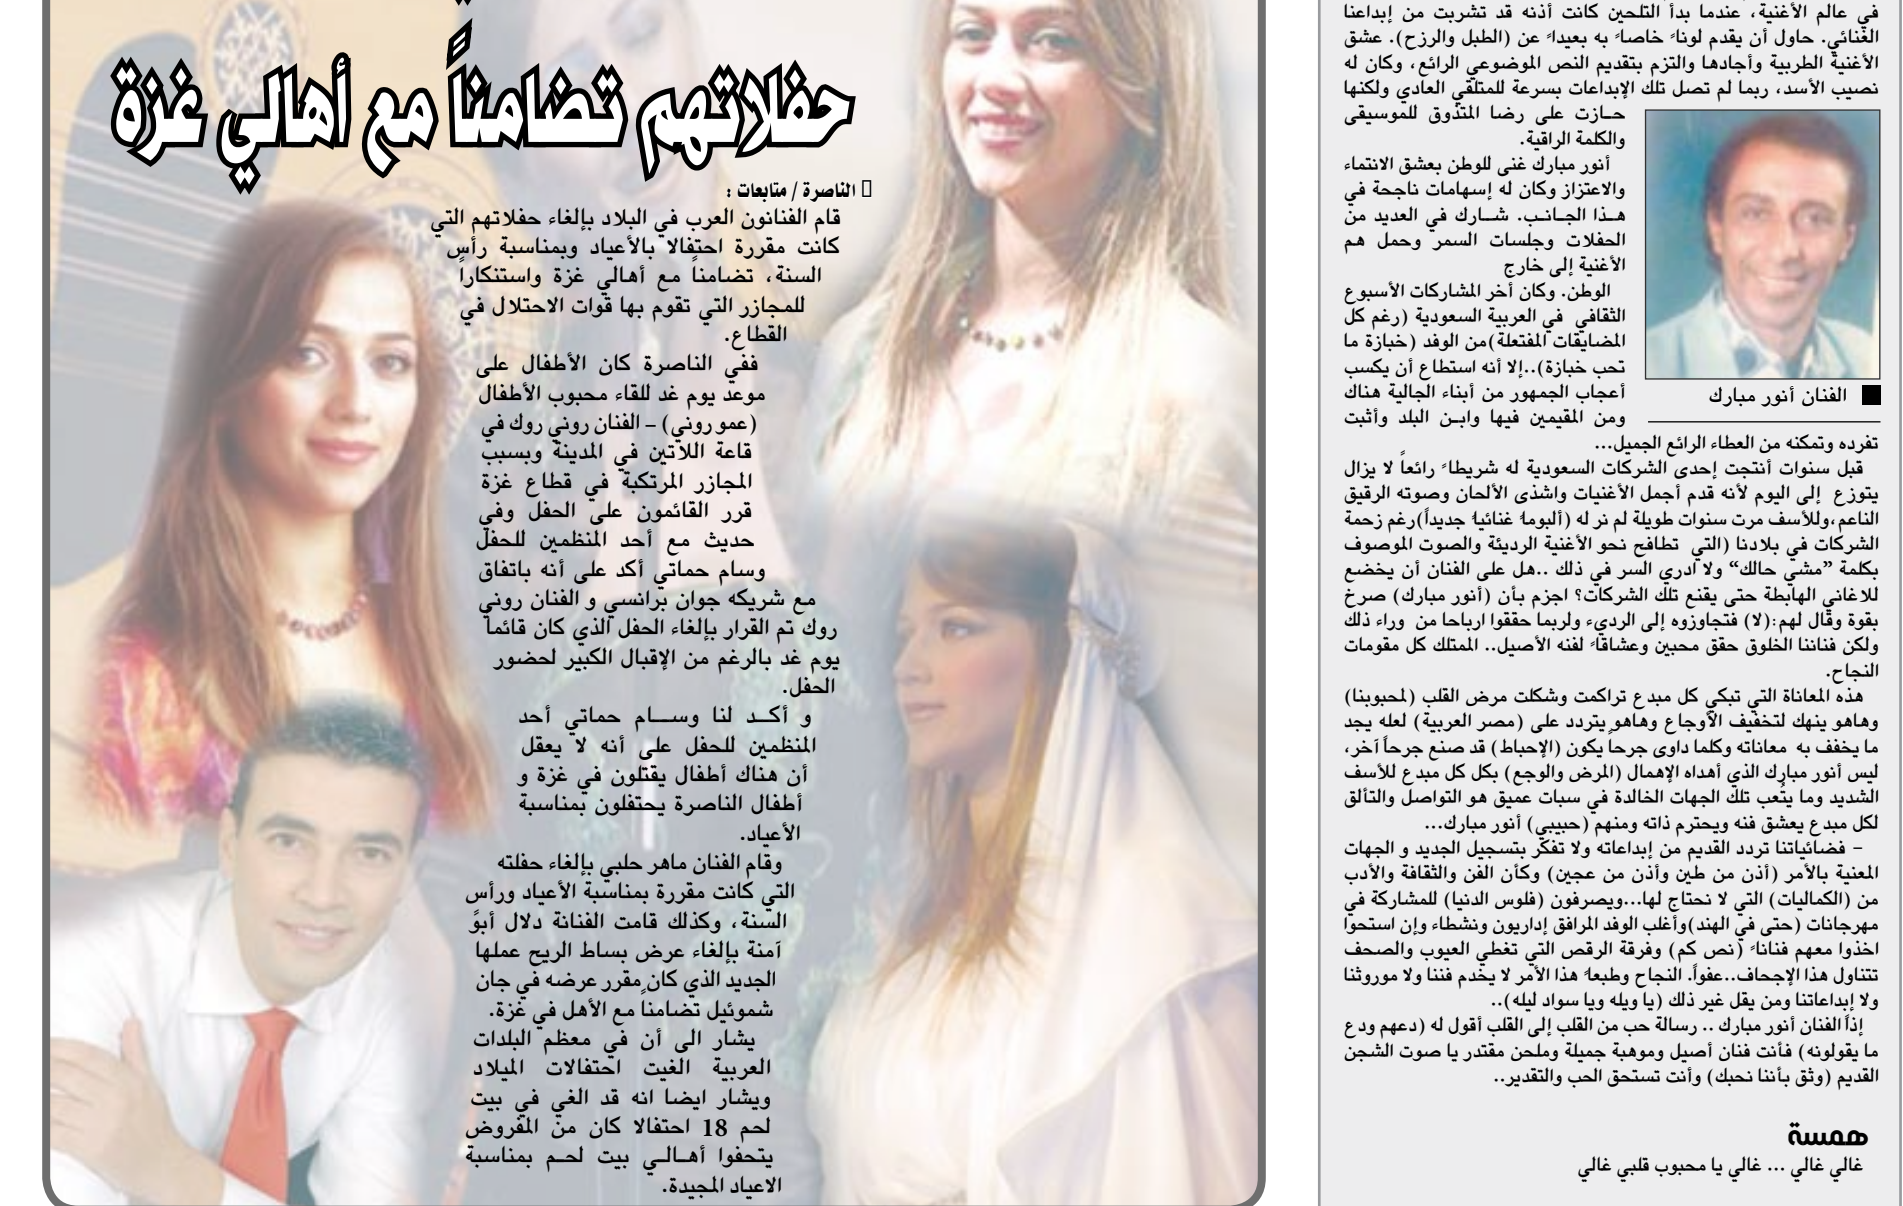 في عالم الأغنية، عندما بدأ التلحين كانت أذنه قد تشربت من إبداعنا
الغنائي. حاول أن يقدم لوناً خاصاً به بعيداً عن (الطبل والرزح). عشق
الأغنية الطربية وأجادها والتزم بتقديم النص الموضوعي الرائع، وكان له
نصيب الأسد، ربما لم تصل تلك الإبداعات بسرعة للمتلقي العادي ولكنها
حازت على رضا المتذوق للموسيقى
والكلمة الراقية.
أنور مبارك غنى للوطن بعشق الانتماء
والاعتزاز وكان له إسهامات ناجحة في
هذا الجانب. شارك في العديد من
الحفلات وجلسات السمر وحمل هم
الأغنية إلى خارج
الوطن. وكان أخر المشاركات الأسبوع
الثقافي في العربية السعودية (رغم كل
المضايقات المفتعلة)من الوفد (خبازة ما
تحب خبازة)..إلا أنه استطاع أن يكسب
أعجاب الجمهور من أبناء الجالية هناك
ومن المقيمين فيها وابن البلد وأثبت
■ الفنان أنور مبارك
تفرده وتمكنه من العطاء الرائع الجميل...
قبل سنوات أنتجت إحدى الشركات السعودية له شريطاً رائعاً لا يزال
يتوزع إلى اليوم لأنه قدم أجمل الأغنيات واشذى الألحان وصوته الرقيق
الناعم،وللأسف مرت سنوات طويلة لم نر له (ألبوماً غنائياً جديداً)رغم زحمة
الشركات في بلادنا (التي تطافح نحو الأغنية الرديئة والصوت الموصوف
بكلمة ”مشي حالك“ ولا ادري السر في ذلك ..هل على الفنان أن يخضع
للاغاني الهابطة حتى يقنع تلك الشركات؟ اجزم بأن (أنور مبارك) صرخ
بقوة وقال لهم:(لا) فتجاوزوه إلى الرديء ولربما حققوا ارباحا من وراء ذلك
ولكن فناننا الخلوق حقق محبين وعشاقاً لفنه الأصيل.. الممتلك كل مقومات
النجاح.
هذه المعاناة التي تبكي كل مبدع تراكمت وشكلت مرض القلب (لمحبوبنا)
وهاهو ينهك لتخفيف الأوجاع وهاهو يتردد على (مصر العربية) لعله يجد
ما يخفف به معاناته وكلما داوى جرحاً يكون (الإحباط) قد صنع جرحاً آخر،
ليس أنور مبارك الذي أهداه الإهمال (المرض والوجع) بكل كل مبدع للأسف
الشديد وما يتُعب تلك الجهات الخالدة في سبات عميق هو التواصل والتألق
لكل مبدع يعشق فنه ويحترم ذاته ومنهم (حبيبي) أنور مبارك...
– فضائياتنا تردد القديم من إبداعاته ولا تفكر بتسجيل الجديد و الجهات
المعنية بالأمر (أذن من طين وأذن من عجين) وكأن الفن والثقافة والأدب
من (الكماليات) التي لا نحتاج لها...ويصرفون (فلوس الدنيا) للمشاركة في
مهرجانات (حتى في الهند)وأغلب الوفد المرافق إداريون ونشطاء وإن استحوا
اخذوا معهم فناناً (نص كم) وفرقة الرقص التي تغطي العيوب والصحف
تتناول هذا الإجحاف..عفواً. النجاح وطبعاً هذا الأمر لا يخدم فننا ولا موروثنا
ولا إبداعاتنا ومن يقل غير ذلك (يا ويله ويا سواد ليله)..
إذاً الفنان أنور مبارك .. رسالة حب من القلب إلى القلب أقول له (دعهم ودع
ما يقولونه) فأنت فنان أصيل وموهبة جميلة وملحن مقتدر يا صوت الشجن
القديم (وثق بأننا نحبك) وأنت تستحق الحب والتقدير..
همسة
غالي غالي ... غالي يا محبوب قلبي غالي
حفلاتهم تضامناً مع أهالي غزة
الناصرة / متابعات :
قام الفنانون العرب في البلاد بإلغاء حفلاتهم التي
كانت مقررة احتفالا بالأعياد وبمناسبة رأس
السنة، تضامناً مع أهالي غزة واستنكاراً
للمجازر التي تقوم بها قوات الاحتلال في
القطاع.
ففي الناصرة كان الأطفال على
موعد يوم غد للقاء محبوب الأطفال
(عمو روني) – الفنان روني روك في
قاعة اللاتين في المدينة وبسبب
المجازر المرتكبة في قطاع غزة
قرر القائمون على الحفل وفي
حديث مع أحد المنظمين للحفل
وسام حماتي أكد على أنه باتفاق
مع شريكه جوان برانسي و الفنان روني
روك تم القرار بإلغاء الحفل الذي كان قائماً
يوم غد بالرغم من الإقبال الكبير لحضور
الحفل.
و أكد لنا وسام حماتي أحد
المنظمين للحفل على أنه لا يعقل
أن هناك أطفال يقتلون في غزة و
أطفال الناصرة يحتفلون بمناسبة
الأعياد.
وقام الفنان ماهر حلبي بإلغاء حفلته
التي كانت مقررة بمناسبة الأعياد ورأس
السنة، وكذلك قامت الفنانة دلال أبو
آمنة بإلغاء عرض بساط الريح عملها
الجديد الذي كان مقرر عرضه في جان
شموئيل تضامناً مع الأهل في غزة.
يشار الى أن في معظم البلدات
العربية الغيت احتفالات الميلاد
ويشار ايضا انه قد الغي في بيت
لحم 18 احتفالا كان من المفروض
يتحفوا أهالي بيت لحم بمناسبة
الاعياد المجيدة.